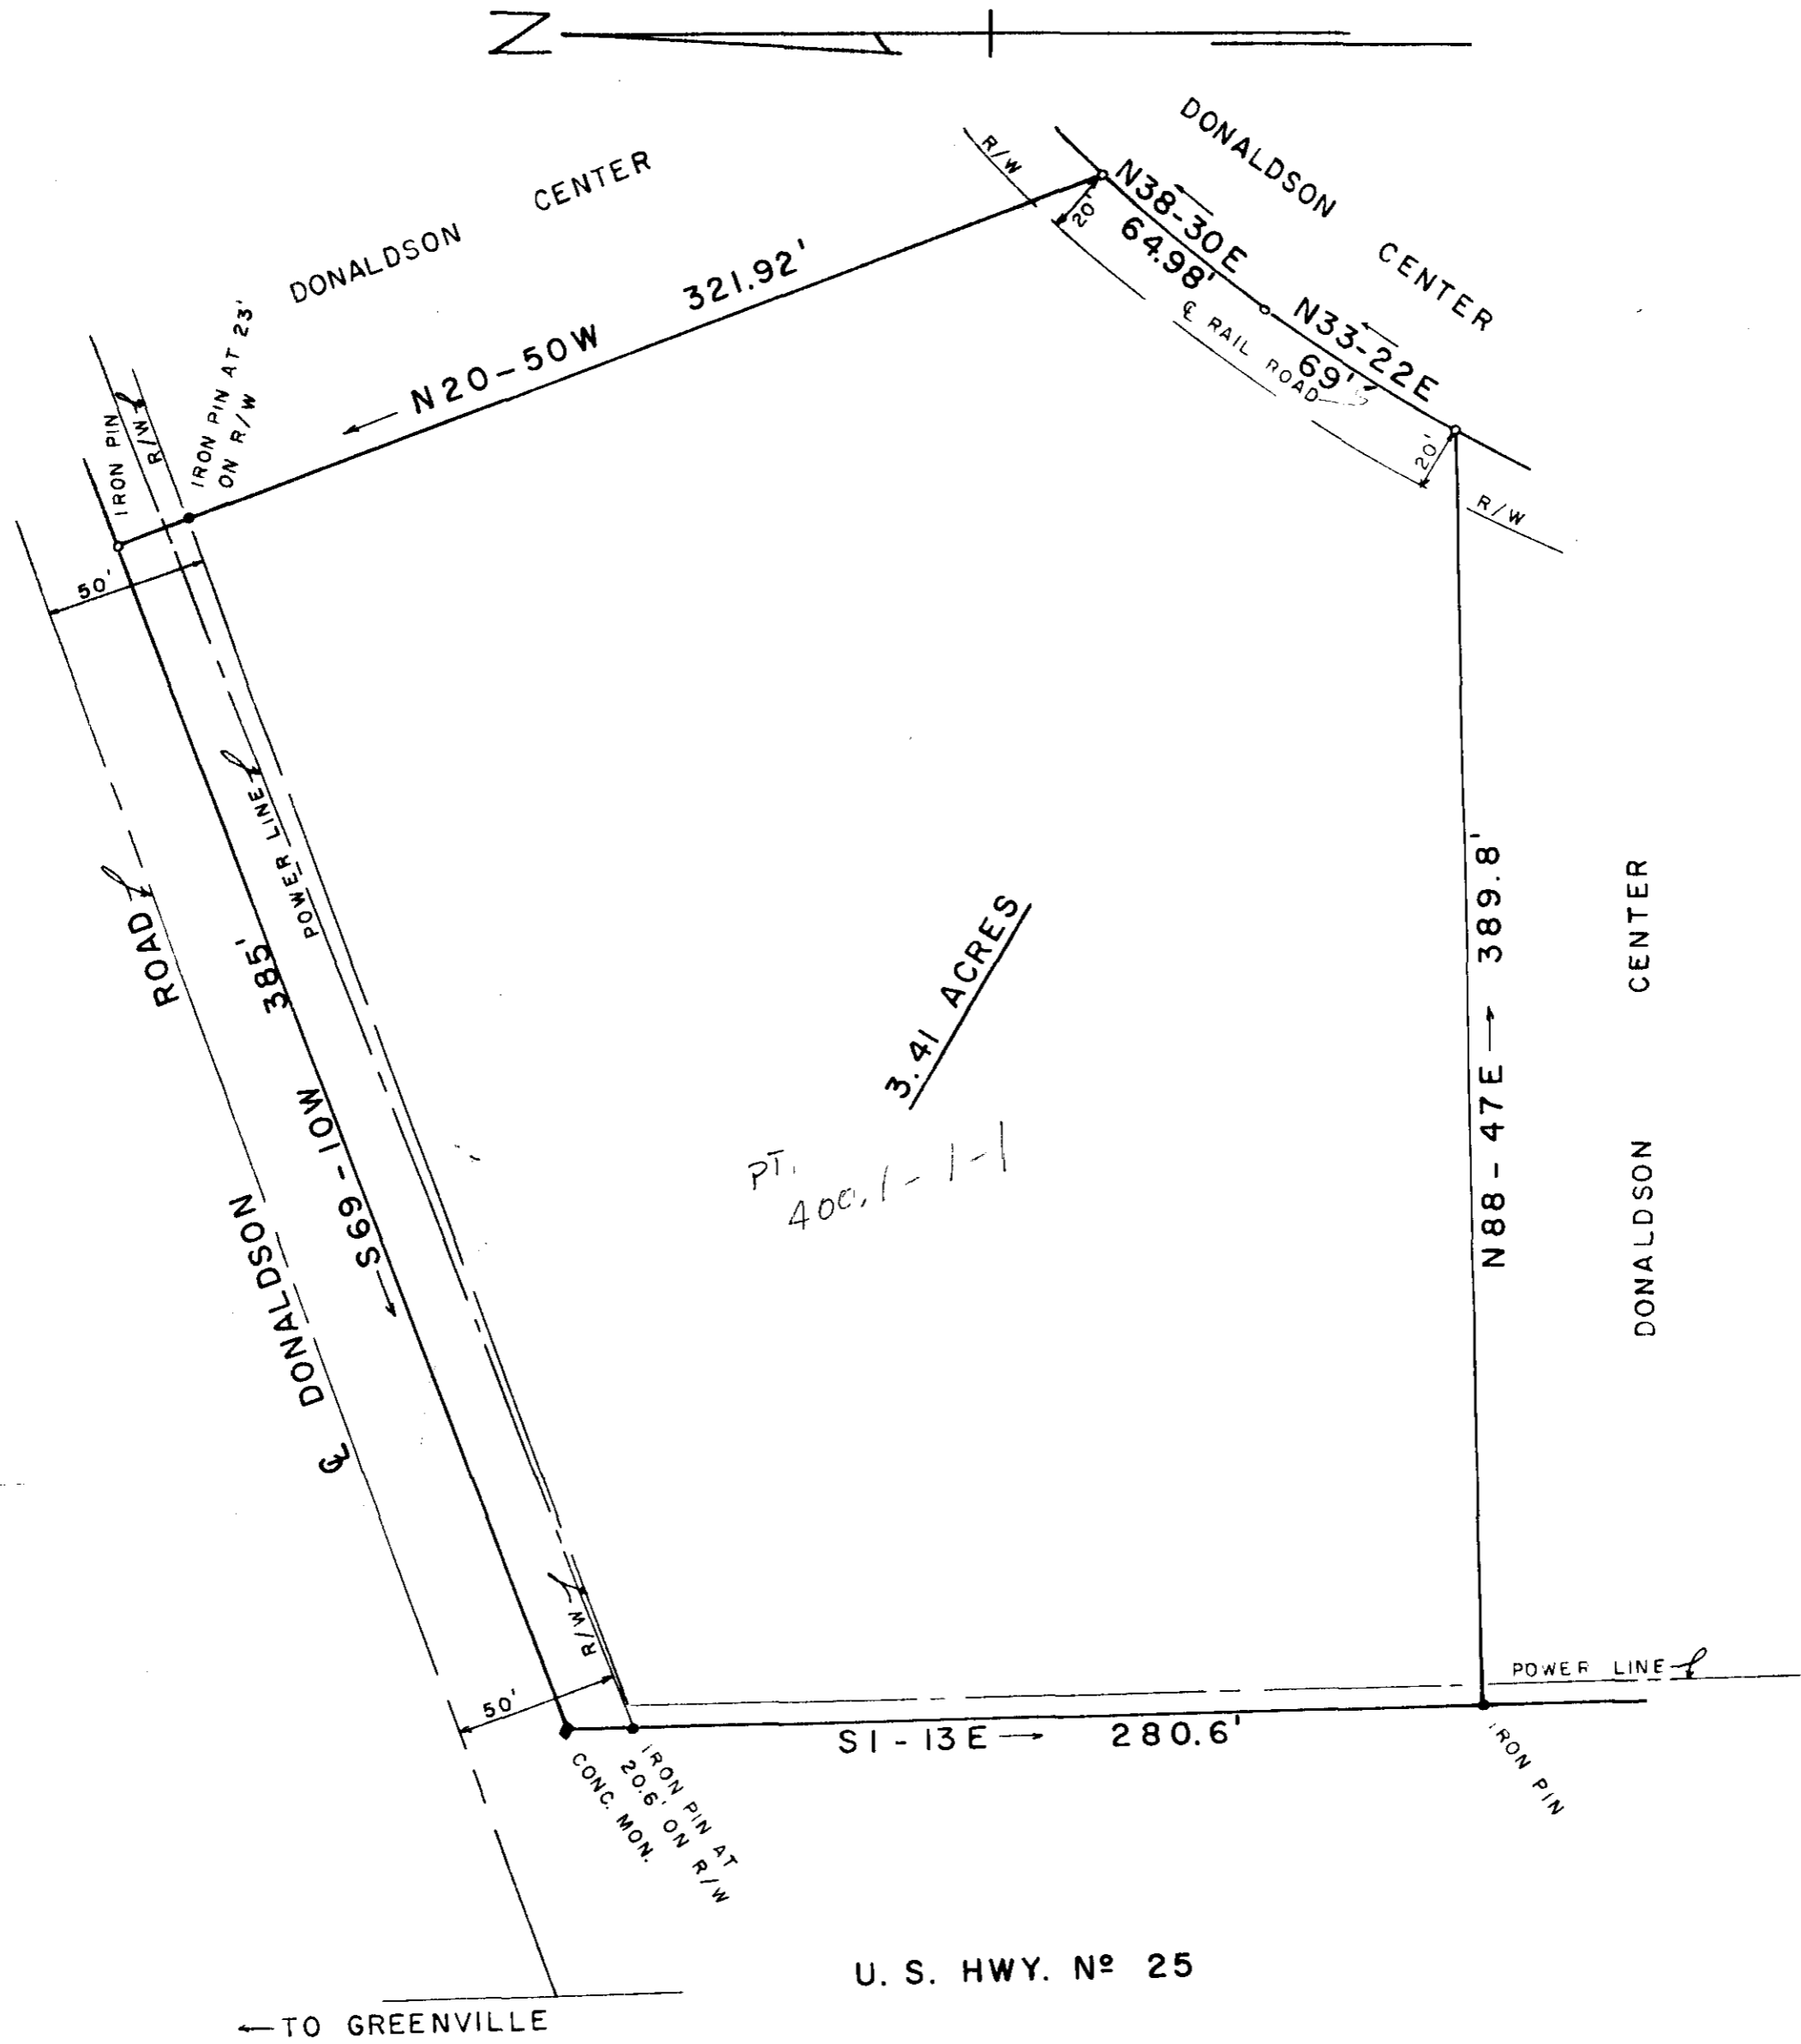 N
DONALDSON CENTER
DONALDSON CENTER
R/W
20'
N38-30E
64.98'
℄ RAIL ROAD
N33-22E
69'
20'
R/W
N20-50W 321.92'
IRON PIN
R/W
IRON PIN AT 23'
ON R/W
50'
POWER LINE
℄ DONALDSON ROAD
S69-10W 385'
3.41 ACRES
PT.
400.1-1-1
N88-47E 389.8'
DONALDSON CENTER
R/W
50'
POWER LINE
S1-13E 280.6'
CONC. MON.
IRON PIN AT
20.6' ON R/W
IRON PIN
U. S. HWY. Nº 25
TO GREENVILLE